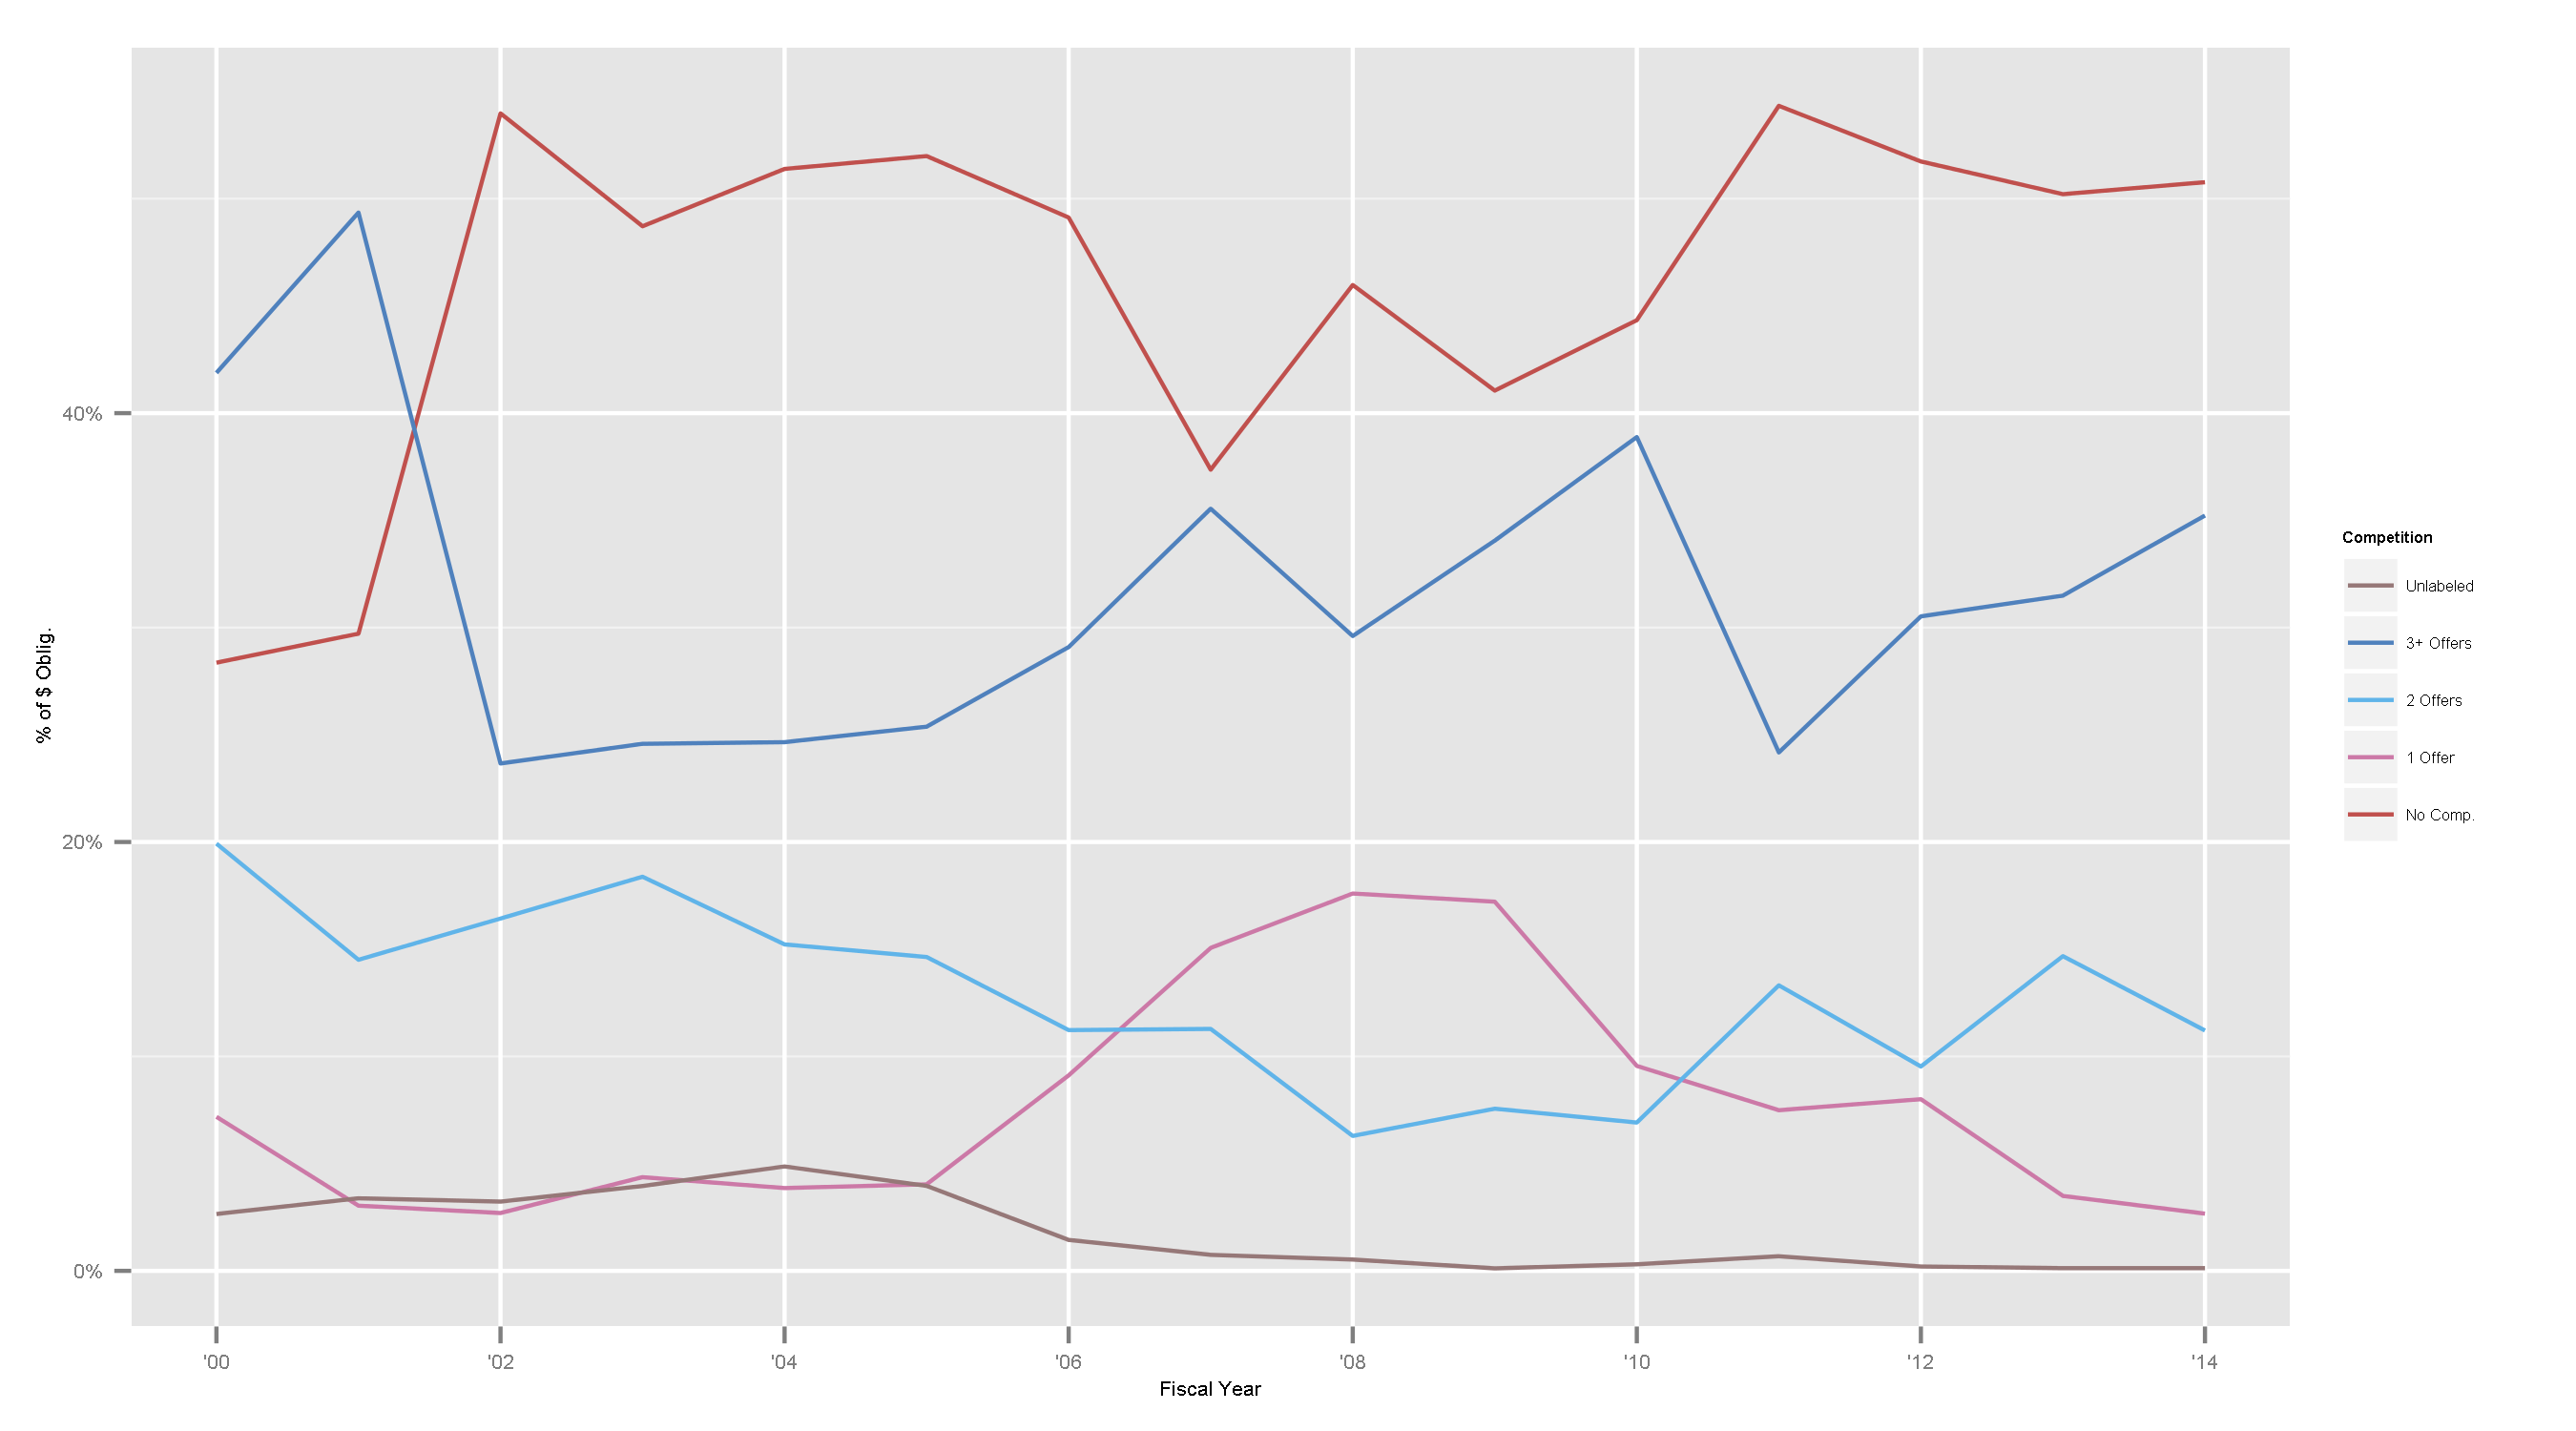 40%
20%
0%
% of $ Oblig.
'00 '02 '04 '06 '08 '10 '12 '14
Fiscal Year
Competition
Unlabeled
3+ Offers
2 Offers
1 Offer
No Comp.